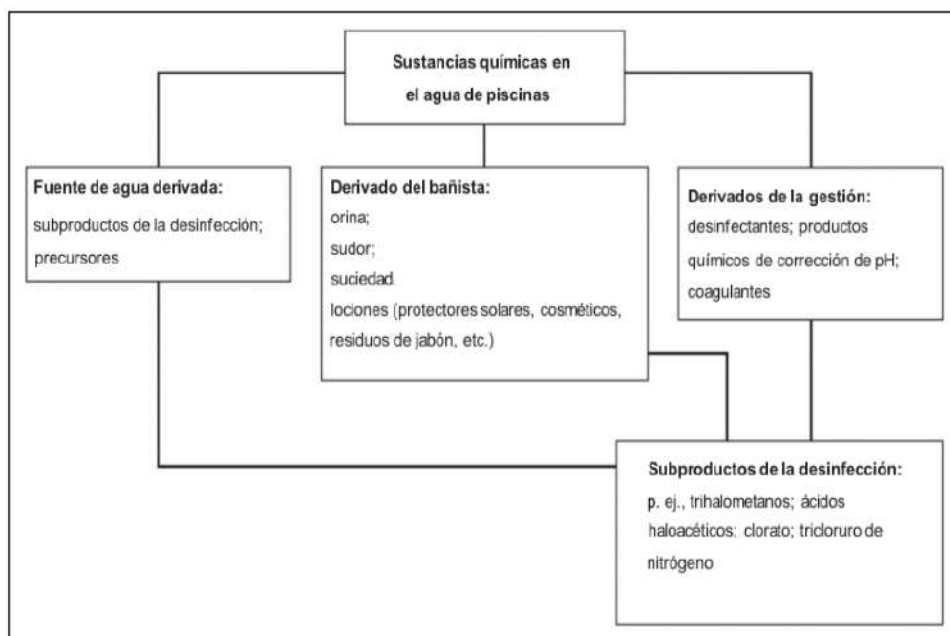 Sustancias químicas en
el agua de piscinas
Fuente de agua derivada:
subproductos de la desinfección;
precursores
Derivado del bañista:
orina;
sudor;
suciedad
lociones (protectores solares, cosméticos,
residuos de jabón, etc.)
Derivados de la gestión:
desinfectantes; productos
químicos de corrección de pH;
coagulantes
Subproductos de la desinfección:
p. ej., trihalometanos; ácidos
haloacéticos: clorato; tricloruro de
nitrógeno